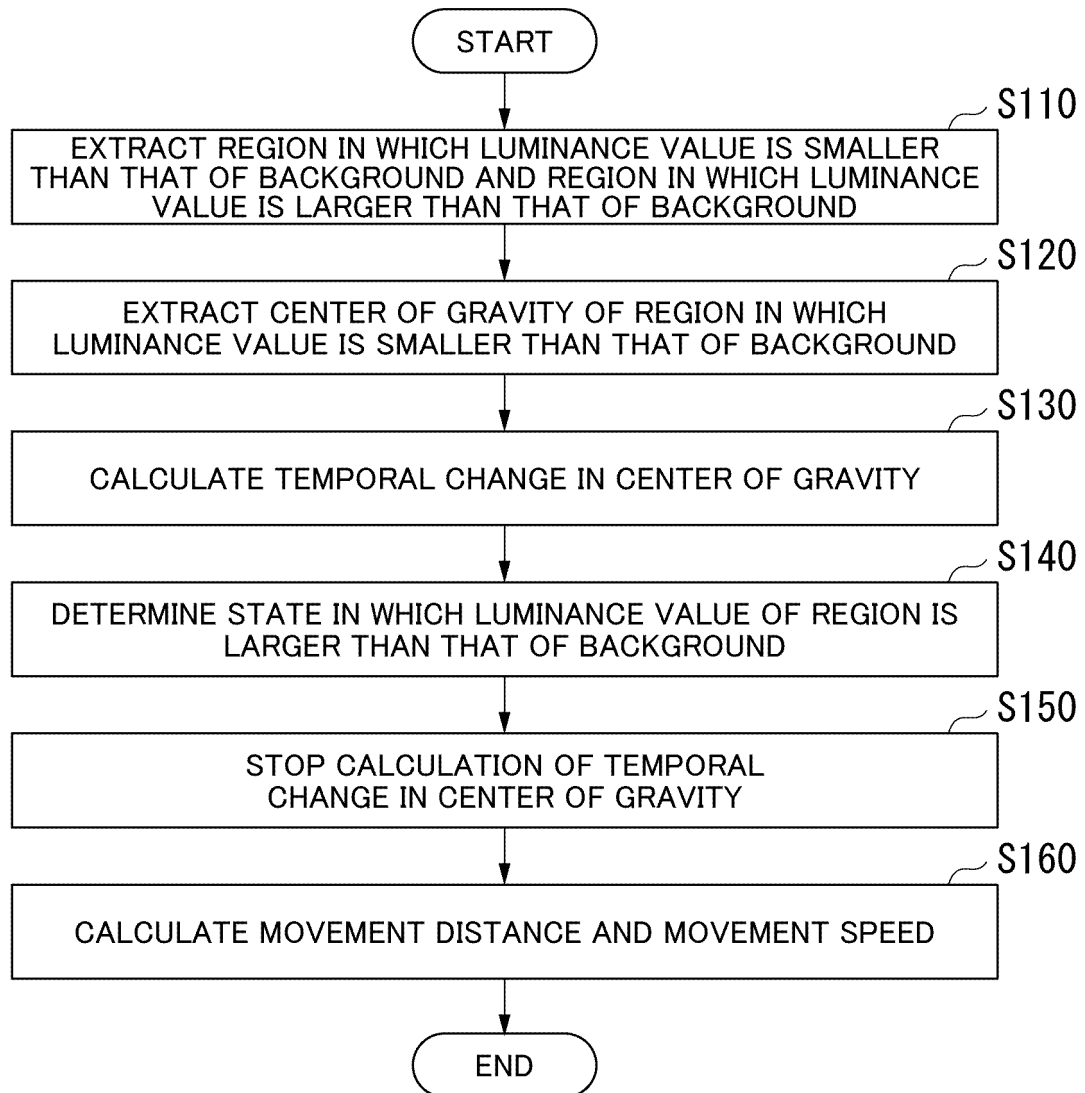 START
S110
EXTRACT REGION IN WHICH LUMINANCE VALUE IS SMALLER
THAN THAT OF BACKGROUND AND REGION IN WHICH LUMINANCE
VALUE IS LARGER THAN THAT OF BACKGROUND
S120
EXTRACT CENTER OF GRAVITY OF REGION IN WHICH
LUMINANCE VALUE IS SMALLER THAN THAT OF BACKGROUND
S130
CALCULATE TEMPORAL CHANGE IN CENTER OF GRAVITY
S140
DETERMINE STATE IN WHICH LUMINANCE VALUE OF REGION IS
LARGER THAN THAT OF BACKGROUND
S150
STOP CALCULATION OF TEMPORAL
CHANGE IN CENTER OF GRAVITY
S160
CALCULATE MOVEMENT DISTANCE AND MOVEMENT SPEED
END